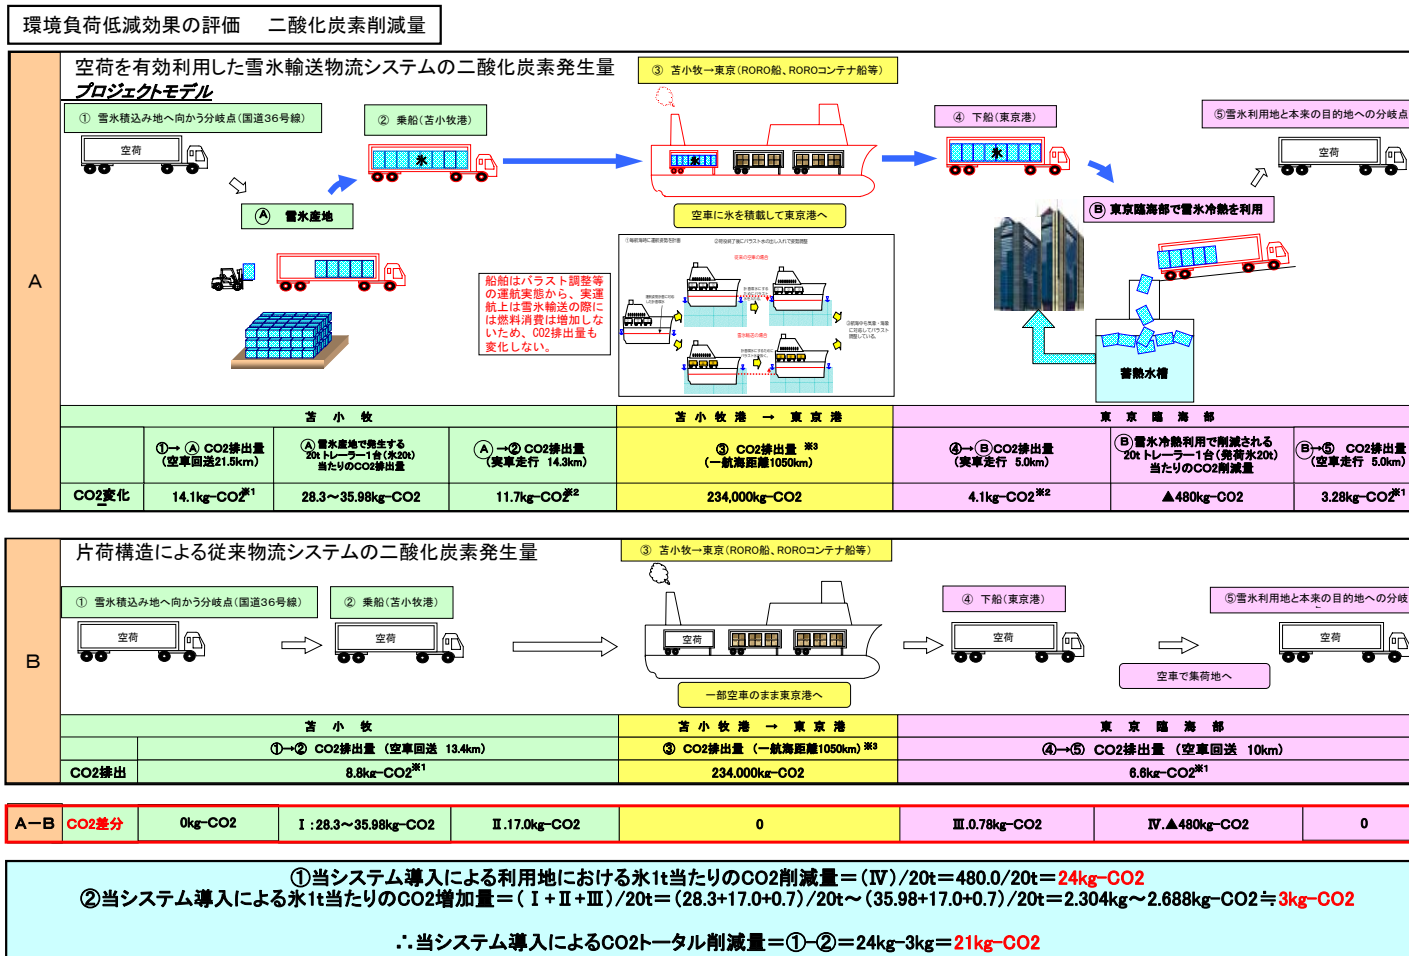 環境負荷低減効果の評価　二酸化炭素削減量
A
空荷を有効利用した雪氷輸送物流システムの二酸化炭素発生量
プロジェクトモデル
① 雪氷積込み地へ向かう分岐点(国道36号線)
② 乗船(苫小牧港)
③ 苫小牧→東京(RORO船、ROROコンテナ船等)
④ 下船(東京港)
⑤雪氷利用地と本来の目的地への分岐点
空荷
氷
氷
氷
空荷
Ⓐ 雪氷産地
空車に氷を積載して東京港へ
Ⓑ 東京臨海部で雪氷冷熱を利用
船舶はバラスト調整等
の運航実態から、実運
航上は雪氷輸送の際に
は燃料消費は増加しな
いため、CO2排出量も
変化しない。
従来の空車の場合
雪氷輸送の場合
蓄熱水槽
苫 小 牧
苫 小 牧 港 → 東 京 港
東 京 臨 海 部
①→Ⓐ CO2排出量
(空車回送21.5km)
Ⓐ雪氷産地で発生する
20t トレーラー1台(氷20t)
当たりのCO2排出量
Ⓐ→② CO2排出量
(実車走行 14.3km)
③ CO2排出量 ※3
(一航海距離1050km)
④→ⒷCO2排出量
(実車走行 5.0km)
Ⓑ雪氷冷熱利用で削減される
20t トレーラー1台(発荷氷20t)
当たりのCO2削減量
Ⓑ→⑤ CO2排出量
(空車走行 5.0km)
CO2変化
14.1kg-CO2※1
28.3～35.98kg-CO2
11.7kg-CO2※2
234,000kg-CO2
4.1kg-CO2※2
▲480kg-CO2
3.28kg-CO2※1
B
片荷構造による従来物流システムの二酸化炭素発生量
③ 苫小牧→東京(RORO船、ROROコンテナ船等)
① 雪氷積込み地へ向かう分岐点(国道36号線)
② 乗船(苫小牧港)
④ 下船(東京港)
⑤雪氷利用地と本来の目的地への分岐
空荷
空荷
空荷
空荷
空荷
一部空車のまま東京港へ
空車で集荷地へ
苫 小 牧
苫 小 牧 港 → 東 京 港
東 京 臨 海 部
①→② CO2排出量 (空車回送 13.4km)
③ CO2排出量 (一航海距離1050km)※3
④→⑤ CO2排出量 (空車回送 10km)
CO2排出
8.8kg-CO2※1
234.000kg-CO2
6.6kg-CO2※1
A－B
CO2差分
0kg-CO2
Ⅰ:28.3～35.98kg-CO2
Ⅱ.17.0kg-CO2
0
Ⅲ.0.78kg-CO2
Ⅳ.▲480kg-CO2
0
①当システム導入による利用地における氷1t当たりのCO2削減量＝(Ⅳ)/20t＝480.0/20t＝24kg-CO2
②当システム導入による氷1t当たりのCO2増加量＝(Ⅰ+Ⅱ+Ⅲ)/20t＝(28.3+17.0+0.7)/20t～(35.98+17.0+0.7)/20t＝2.304kg～2.688kg-CO2≒3kg-CO2
∴当システム導入によるCO2トータル削減量＝①-②＝24kg-3kg＝21kg-CO2